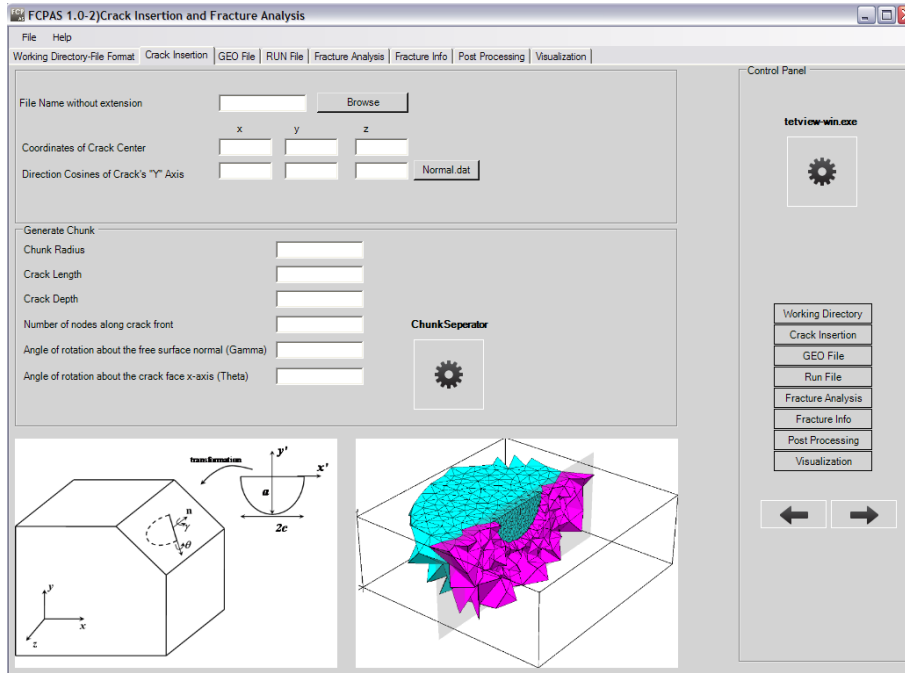 FCPAS 1.0-2)Crack Insertion and Fracture Analysis
File Help
Working Directory-File Format Crack Insertion GEO File RUN File Fracture Analysis Fracture Info Post Processing Visualization
File Name without extension Browse
x y z
Coordinates of Crack Center
Direction Cosines of Crack's "Y" Axis Normal.dat
Generate Chunk
Chunk Radius
Crack Length
Crack Depth
Number of nodes along crack front
Angle of rotation about the free surface normal (Gamma)
Angle of rotation about the crack face x-axis (Theta)
ChunkSeperator
transformation
y'
x'
a
2c
n
γ
θ
y
x
z
Control Panel
tetview-win.exe
Working Directory
Crack Insertion
GEO File
Run File
Fracture Analysis
Fracture Info
Post Processing
Visualization